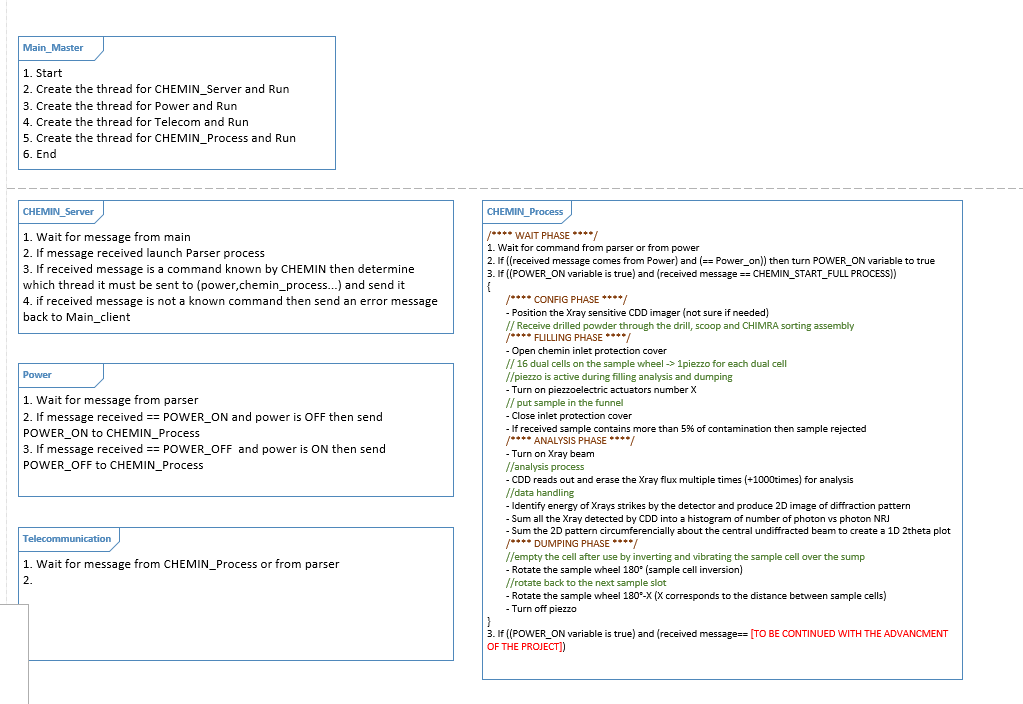 Main_Master
1. Start
2. Create the thread for CHEMIN_Server and Run
3. Create the thread for Power and Run
4. Create the thread for Telecom and Run
5. Create the thread for CHEMIN_Process and Run
6. End
CHEMIN_Server
1. Wait for message from main
2. If message received launch Parser process
3. If received message is a command known by CHEMIN then determine
which thread it must be sent to (power,chemin_process...) and send it
4. if received message is not a known command then send an error message
back to Main_client
Power
1. Wait for message from parser
2. If message received == POWER_ON and power is OFF then send
POWER_ON to CHEMIN_Process
3. If message received == POWER_OFF and power is ON then send
POWER_OFF to CHEMIN_Process
Telecommunication
1. Wait for message from CHEMIN_Process or from parser
2.
CHEMIN_Process
/**** WAIT PHASE ****/
1. Wait for command from parser or from power
2. If ((received message comes from Power) and (== Power_on)) then turn POWER_ON variable to true
3. If ((POWER_ON variable is true) and (received message == CHEMIN_START_FULL PROCESS))
{
/**** CONFIG PHASE ****/
- Position the Xray sensitive CDD imager (not sure if needed)
// Receive drilled powder through the drill, scoop and CHIMRA sorting assembly
/**** FLILLING PHASE ****/
- Open chemin inlet protection cover
// 16 dual cells on the sample wheel -> 1piezzo for each dual cell
//piezzo is active during filling analysis and dumping
- Turn on piezzoelectric actuators number X
// put sample in the funnel
- Close inlet protection cover
- If received sample contains more than 5% of contamination then sample rejected
/**** ANALYSIS PHASE ****/
- Turn on Xray beam
//analysis process
- CDD reads out and erase the Xray flux multiple times (+1000times) for analysis
//data handling
- Identify energy of Xrays strikes by the detector and produce 2D image of diffraction pattern
- Sum all the Xray detected by CDD into a histogram of number of photon vs photon NRJ
- Sum the 2D pattern circumferencially about the central undiffracted beam to create a 1D 2theta plot
/**** DUMPING PHASE ****/
//empty the cell after use by inverting and vibrating the sample cell over the sump
- Rotate the sample wheel 180° (sample cell inversion)
//rotate back to the next sample slot
- Rotate the sample wheel 180°-X (X corresponds to the distance between sample cells)
- Turn off piezzo
}
3. If ((POWER_ON variable is true) and (received message== [TO BE CONTINUED WITH THE ADVANCMENT
OF THE PROJECT])